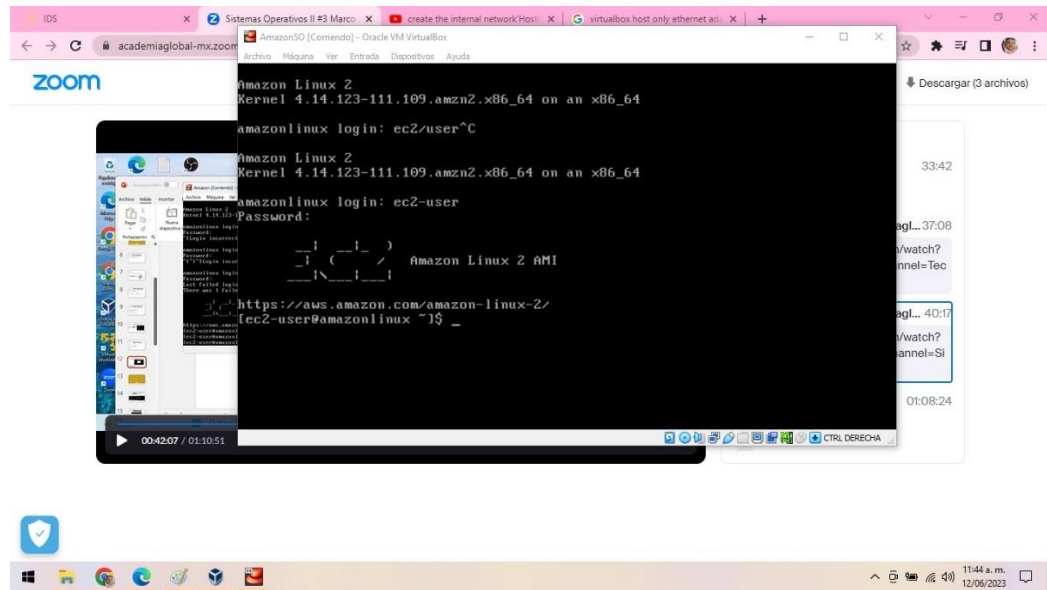 IDS
Sistemas Operativos II #3 Marco
create the internal network'Host
virtualbox host only ethernet ad
academiaglobal-mx.zoom
AmazonSO [Corriendo] - Oracle VM VirtualBox
Archivo Máquina Ver Entrada Dispositivos Ayuda
zoom
Descargar (3 archivos)
Amazon Linux 2
Kernel 4.14.123-111.109.amzn2.x86_64 on an x86_64
amazonlinux login: ec2/user^C
Amazon Linux 2
Kernel 4.14.123-111.109.amzn2.x86_64 on an x86_64
amazonlinux login: ec2-user
Password:
Amazon Linux 2 AMI
https://aws.amazon.com/amazon-linux-2/
[ec2-user@amazonlinux ~]$ _
33:42
agl... 37:08
/watch?
nnel=Tec
agl... 40:17
/watch?
annel=Si
01:08:24
00:42:07 / 01:10:51
CTRL DERECHA
11:44 a. m.
12/06/2023